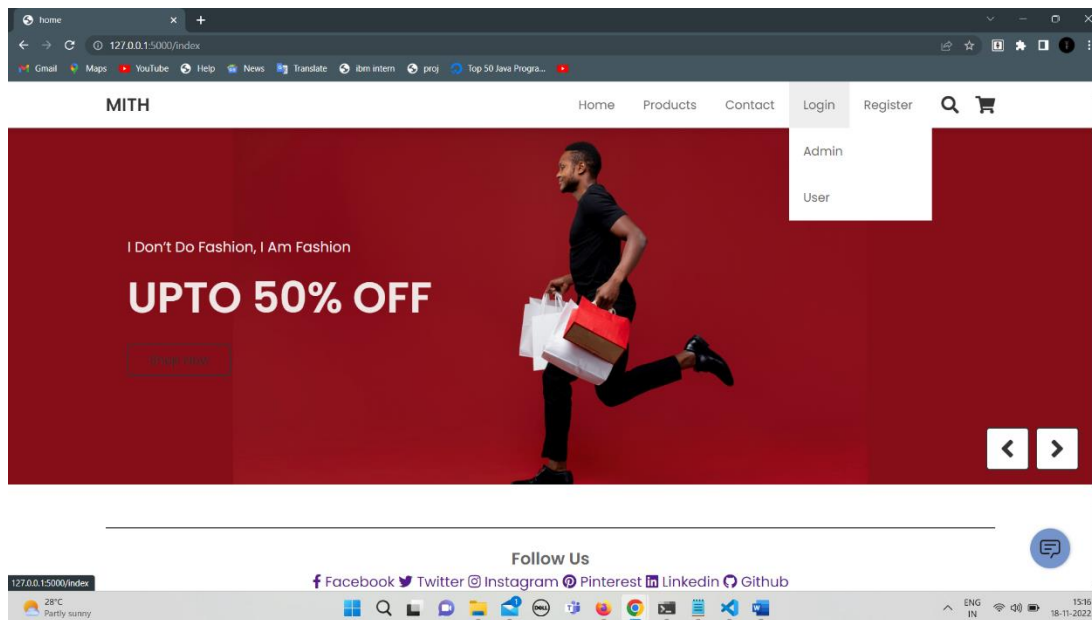 home
127.0.0.1:5000/index
Gmail Maps YouTube Help News Translate ibm intern proj Top 50 Java Progra...
MITH Home Products Contact Login Register
Admin
User
I Don't Do Fashion, I Am Fashion
UPTO 50% OFF
Shop Now
Follow Us
Facebook Twitter Instagram Pinterest Linkedin Github
127.0.0.1:5000/index
28°C
Partly sunny
ENG
IN
15:16
18-11-2022